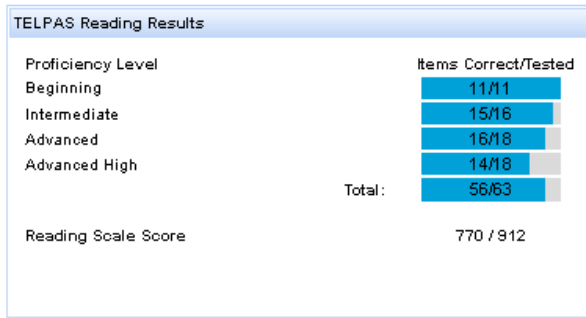 TELPAS Reading Results
Proficiency Level Items Correct/Tested
Beginning 11/11
Intermediate 15/16
Advanced 16/18
Advanced High 14/18
Total: 56/63
Reading Scale Score 770 / 912